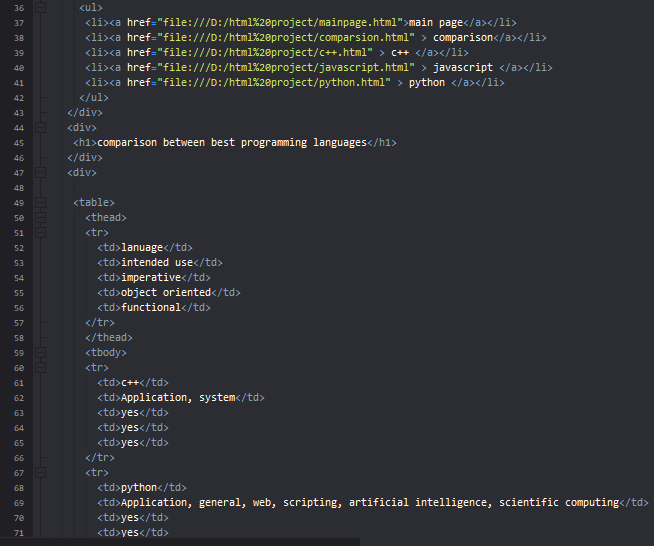 36 <ul>
37 <li><a href="file:///D:/html%20project/mainpage.html">main page</a></li>
38 <li><a href="file:///D:/html%20project/comparsion.html" > comparison</a></li>
39 <li><a href="file:///D:/html%20project/c++.html" > c++ </a></li>
40 <li><a href="file:///D:/html%20project/javascript.html" > javascript </a></li>
41 <li><a href="file:///D:/html%20project/python.html" > python </a></li>
42 </ul>
43 </div>
44 <div>
45 <h1>comparison between best programming languages</h1>
46 </div>
47 <div>
48
49 <table>
50 <thead>
51 <tr>
52 <td>lanuage</td>
53 <td>intended use</td>
54 <td>imperative</td>
55 <td>object oriented</td>
56 <td>functional</td>
57 </tr>
58 </thead>
59 <tbody>
60 <tr>
61 <td>c++</td>
62 <td>Application, system</td>
63 <td>yes</td>
64 <td>yes</td>
65 <td>yes</td>
66 </tr>
67 <tr>
68 <td>python</td>
69 <td>Application, general, web, scripting, artificial intelligence, scientific computing</td>
70 <td>yes</td>
71 <td>yes</td>